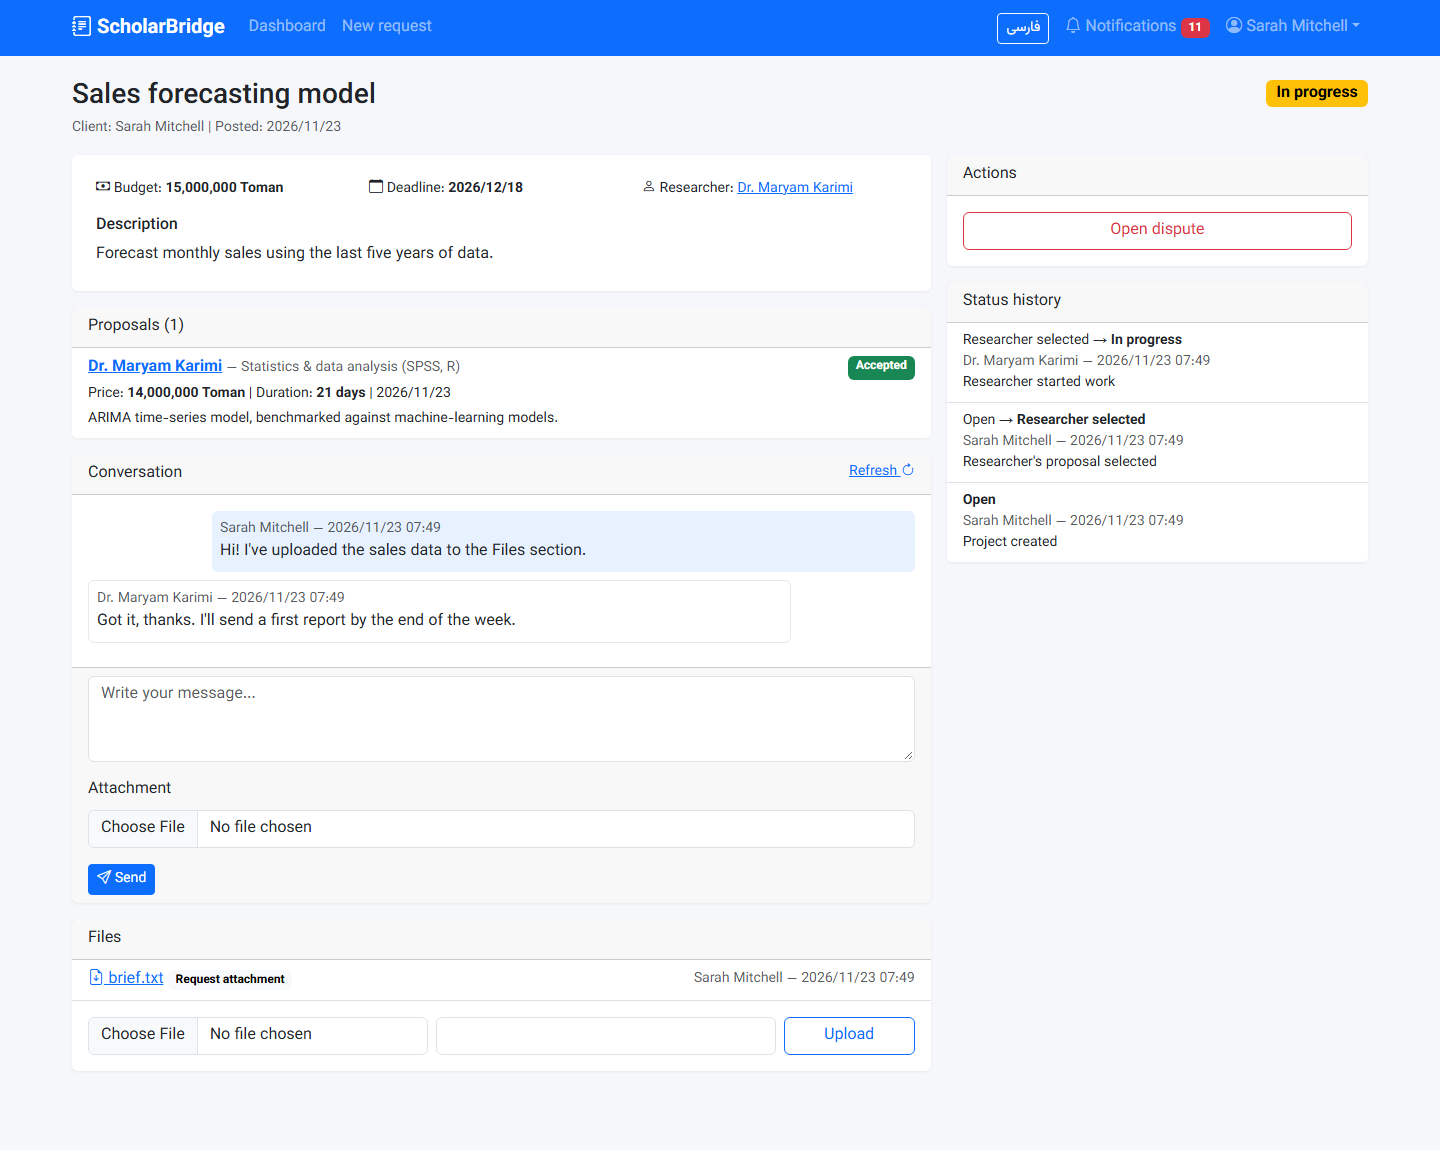 ScholarBridge Dashboard New request فارسی Notifications 11 Sarah Mitchell
Sales forecasting model
In progress
Client: Sarah Mitchell | Posted: 2026/11/23
Budget: 15,000,000 Toman Deadline: 2026/12/18 Researcher: Dr. Maryam Karimi
Description
Forecast monthly sales using the last five years of data.
Proposals (1)
Dr. Maryam Karimi — Statistics & data analysis (SPSS, R)
Accepted
Price: 14,000,000 Toman | Duration: 21 days | 2026/11/23
ARIMA time-series model, benchmarked against machine-learning models.
Conversation
Refresh
Sarah Mitchell — 2026/11/23 07:49
Hi! I've uploaded the sales data to the Files section.
Dr. Maryam Karimi — 2026/11/23 07:49
Got it, thanks. I'll send a first report by the end of the week.
Write your message...
Attachment
Choose File No file chosen
Send
Files
brief.txt Request attachment
Sarah Mitchell — 2026/11/23 07:49
Choose File No file chosen
Upload
Actions
Open dispute
Status history
Researcher selected → In progress
Dr. Maryam Karimi — 2026/11/23 07:49
Researcher started work
Open → Researcher selected
Sarah Mitchell — 2026/11/23 07:49
Researcher's proposal selected
Open
Sarah Mitchell — 2026/11/23 07:49
Project created